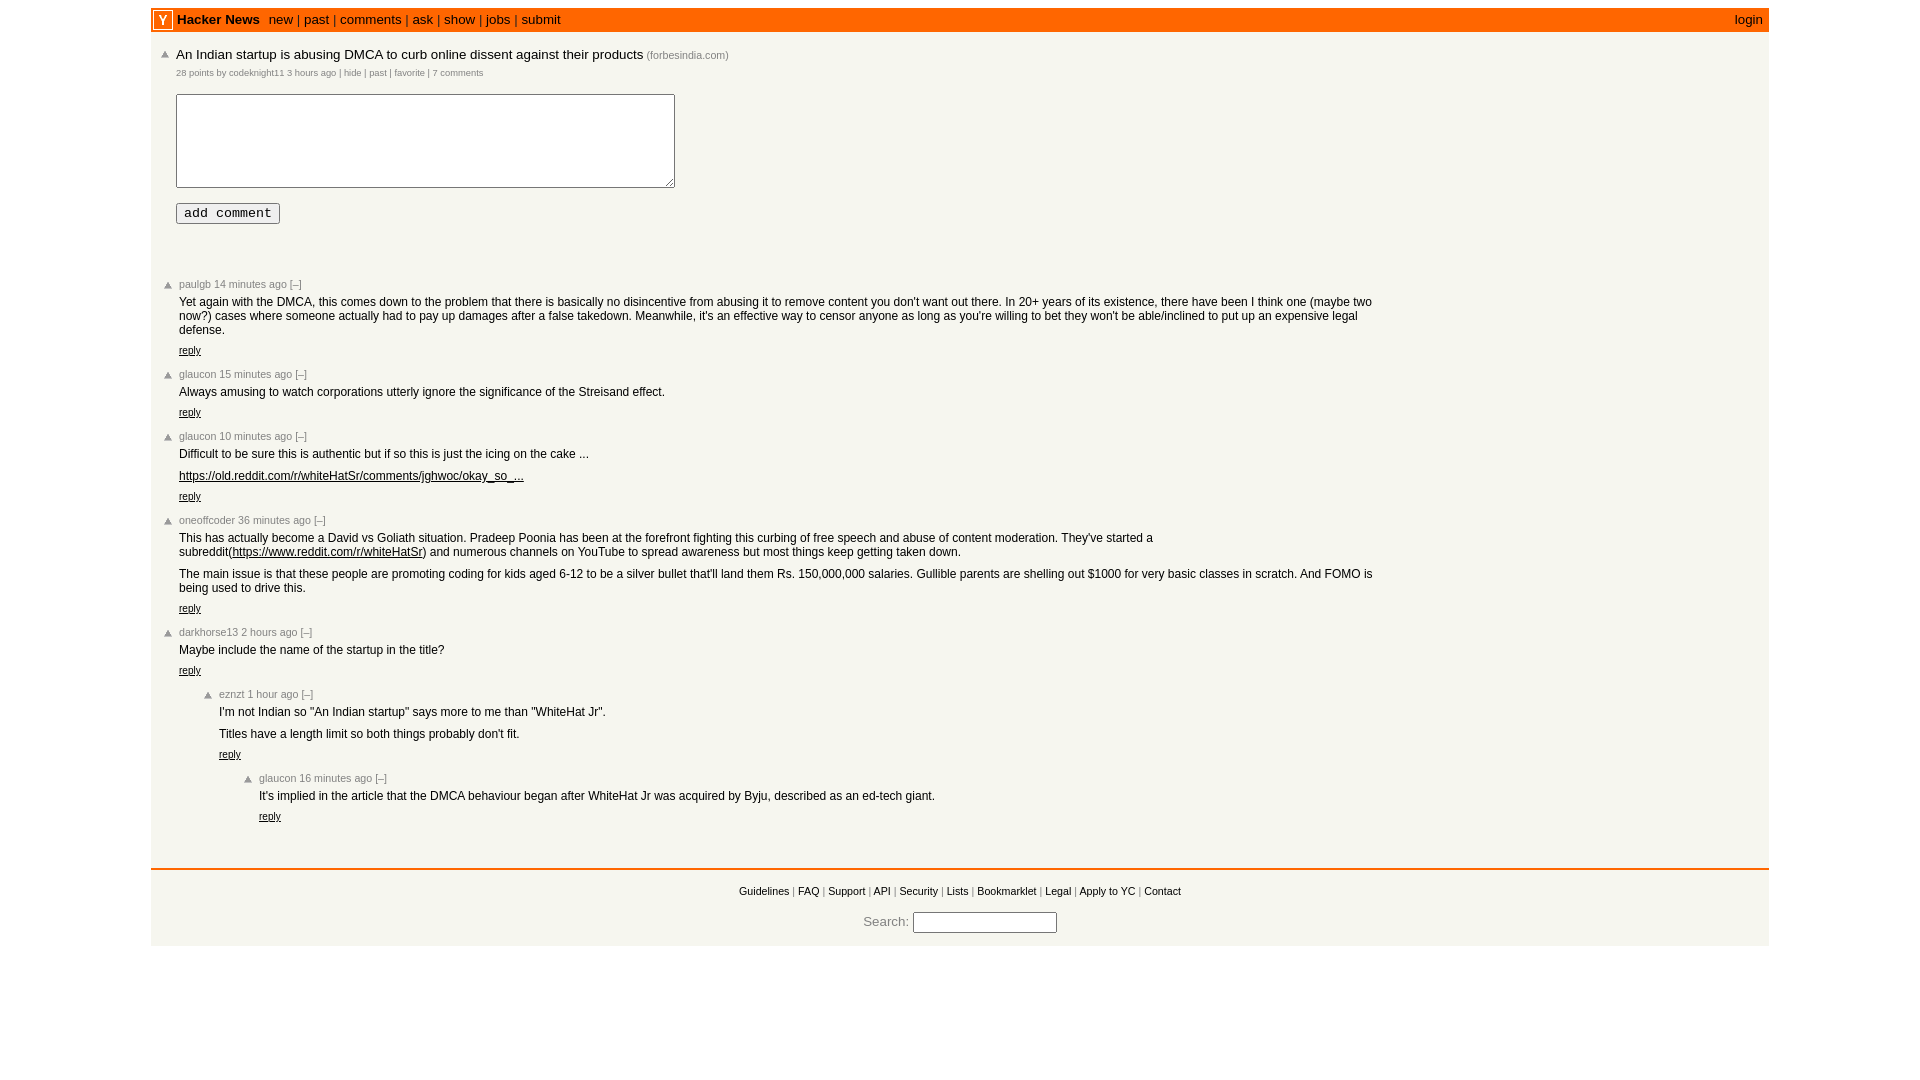 Y Hacker News new | past | comments | ask | show | jobs | submit login
An Indian startup is abusing DMCA to curb online dissent against their products (forbesindia.com)
28 points by codeknight11 3 hours ago | hide | past | favorite | 7 comments
add comment
paulgb 14 minutes ago [–]
Yet again with the DMCA, this comes down to the problem that there is basically no disincentive from abusing it to remove content you don't want out there. In 20+ years of its existence, there have been I think one (maybe two
now?) cases where someone actually had to pay up damages after a false takedown. Meanwhile, it's an effective way to censor anyone as long as you're willing to bet they won't be able/inclined to put up an expensive legal
defense.
reply
glaucon 15 minutes ago [–]
Always amusing to watch corporations utterly ignore the significance of the Streisand effect.
reply
glaucon 10 minutes ago [–]
Difficult to be sure this is authentic but if so this is just the icing on the cake ...
https://old.reddit.com/r/whiteHatSr/comments/jghwoc/okay_so_...
reply
oneoffcoder 36 minutes ago [–]
This has actually become a David vs Goliath situation. Pradeep Poonia has been at the forefront fighting this curbing of free speech and abuse of content moderation. They've started a
subreddit(https://www.reddit.com/r/whiteHatSr) and numerous channels on YouTube to spread awareness but most things keep getting taken down.
The main issue is that these people are promoting coding for kids aged 6-12 to be a silver bullet that'll land them Rs. 150,000,000 salaries. Gullible parents are shelling out $1000 for very basic classes in scratch. And FOMO is
being used to drive this.
reply
darkhorse13 2 hours ago [–]
Maybe include the name of the startup in the title?
reply
eznzt 1 hour ago [–]
I'm not Indian so "An Indian startup" says more to me than "WhiteHat Jr".
Titles have a length limit so both things probably don't fit.
reply
glaucon 16 minutes ago [–]
It's implied in the article that the DMCA behaviour began after WhiteHat Jr was acquired by Byju, described as an ed-tech giant.
reply
Guidelines | FAQ | Support | API | Security | Lists | Bookmarklet | Legal | Apply to YC | Contact
Search: